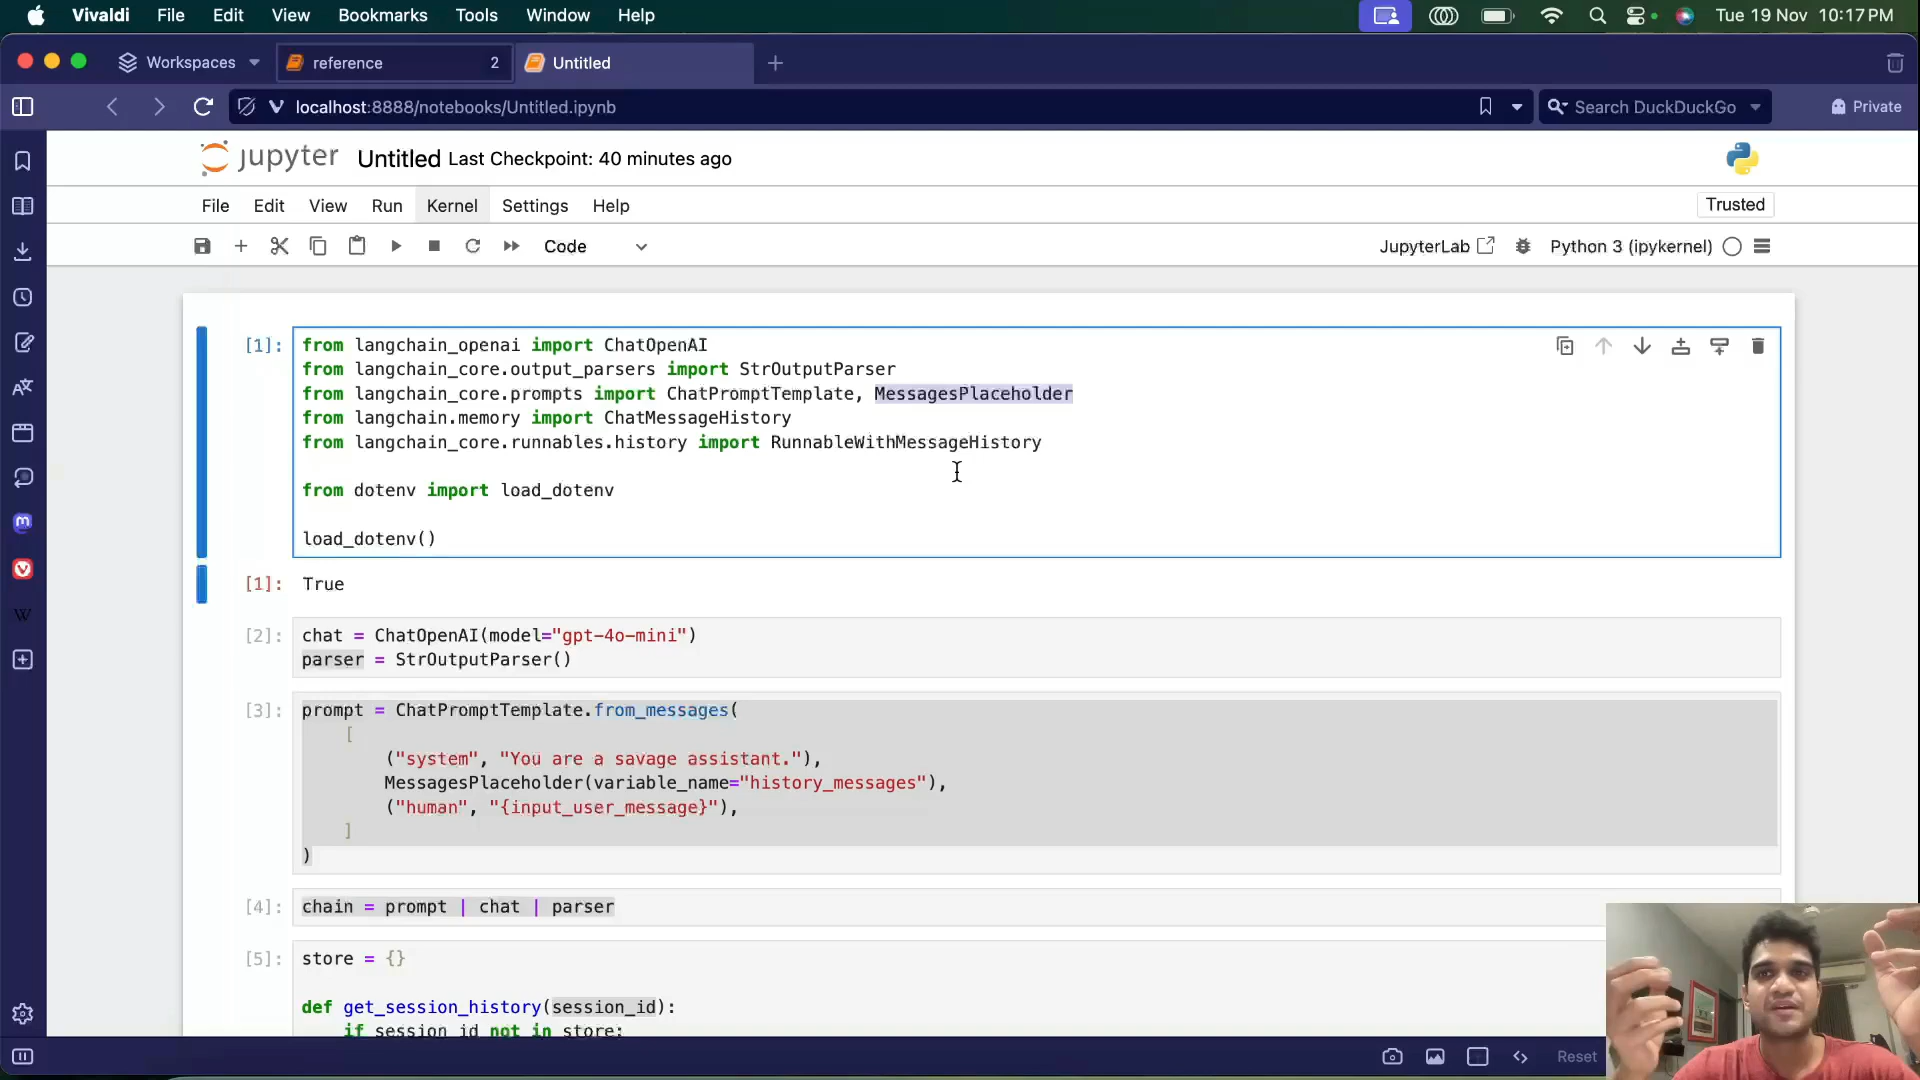 Vivaldi File Edit View Bookmarks Tools Window Help Tue 19 Nov 10:17 PM
Workspaces reference 2 Untitled
localhost:8888/notebooks/Untitled.ipynb Search DuckDuckGo Private
jupyter Untitled Last Checkpoint: 40 minutes ago
File Edit View Run Kernel Settings Help Trusted
Code JupyterLab Python 3 (ipykernel)
[1]: from langchain_openai import ChatOpenAI
from langchain_core.output_parsers import StrOutputParser
from langchain_core.prompts import ChatPromptTemplate, MessagesPlaceholder
from langchain.memory import ChatMessageHistory
from langchain_core.runnables.history import RunnableWithMessageHistory
from dotenv import load_dotenv
load_dotenv()
[1]: True
[2]: chat = ChatOpenAI(model="gpt-4o-mini")
parser = StrOutputParser()
[3]: prompt = ChatPromptTemplate.from_messages(
[
("system", "You are a savage assistant."),
MessagesPlaceholder(variable_name="history_messages"),
("human", "{input_user_message}"),
]
)
[4]: chain = prompt | chat | parser
[5]: store = {}
def get_session_history(session_id):
if session_id not in store:
Reset